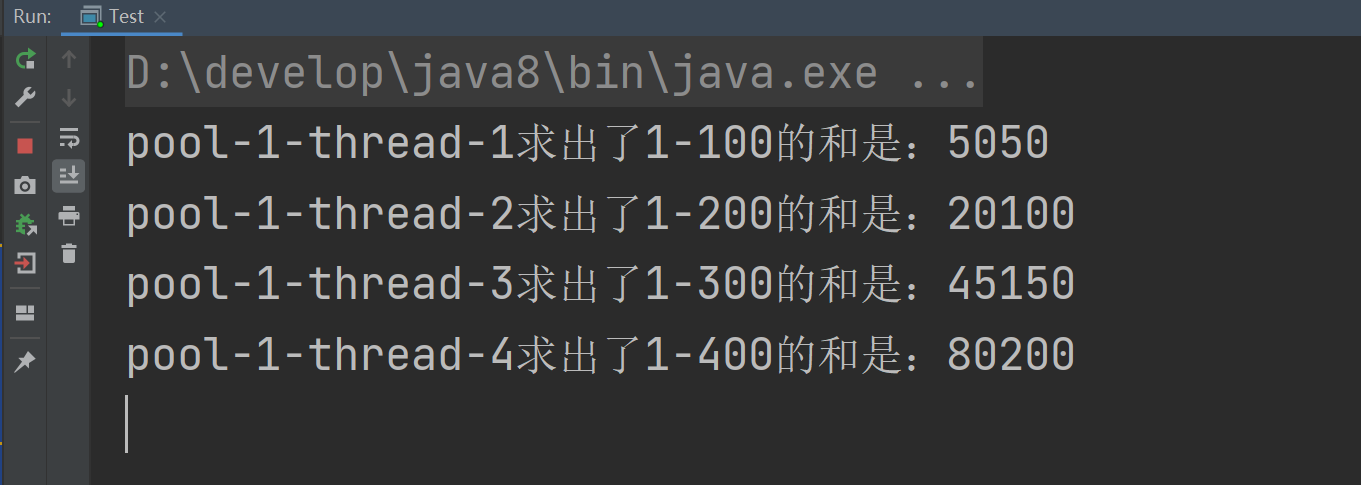 Run: Test
D:\develop\java8\bin\java.exe ...
pool-1-thread-1求出了1-100的和是：5050
pool-1-thread-2求出了1-200的和是：20100
pool-1-thread-3求出了1-300的和是：45150
pool-1-thread-4求出了1-400的和是：80200